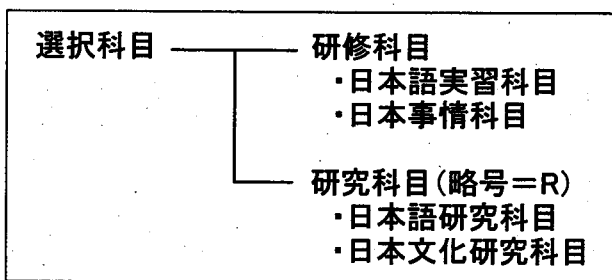 選択科目 研修科目
・日本語実習科目
・日本事情科目
研究科目(略号=R)
・日本語研究科目
・日本文化研究科目